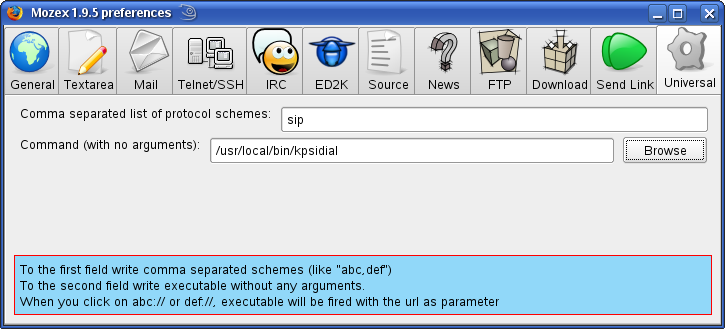 Mozex 1.9.5 preferences
General Textarea Mail Telnet/SSH IRC ED2K Source News FTP Download Send Link Universal
Comma separated list of protocol schemes: sip
Command (with no arguments): /usr/local/bin/kpsidial Browse
To the first field write comma separated schemes (like "abc,def")
To the second field write executable without any arguments.
When you click on abc:// or def://, executable will be fired with the url as parameter